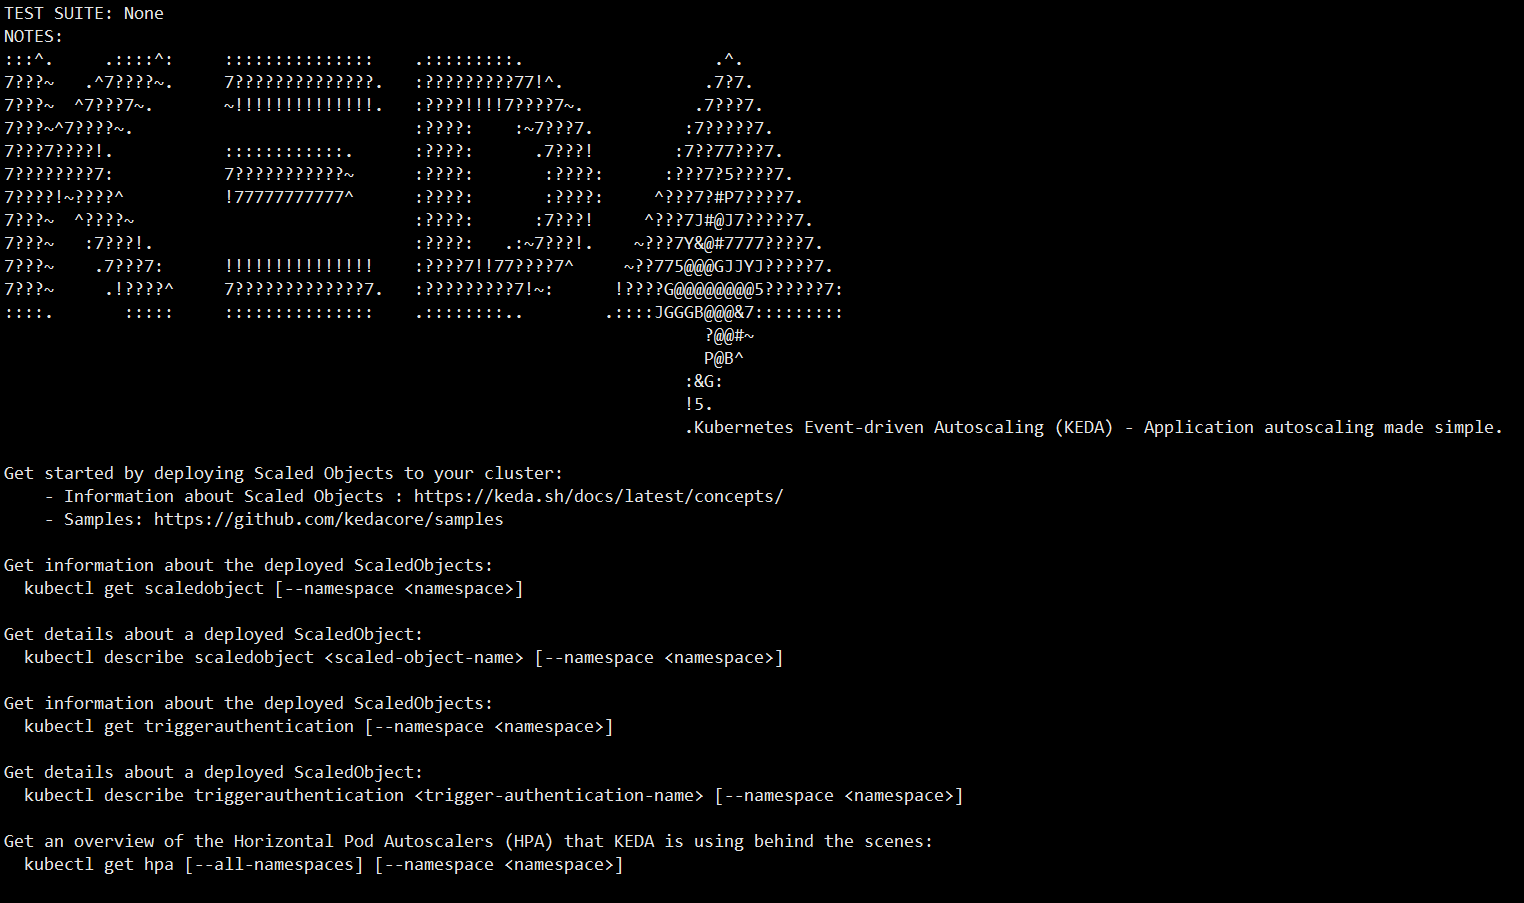 TEST SUITE: None
NOTES:
:::^.     .::::^:     :::::::::::::::    .:::::::::.                   .^.
7???~   .^7????~.     7??????????????.   :?????????77!^.              .7?7.
7???~  ^7???7~.       ~!!!!!!!!!!!!!!.   :????!!!!7????7~.           .7???7.
7???~^7????~.                            :????:    :~7???7.         :7?????7.
7???7????!.           ::::::::::::.      :????:      .7???!        :7??77???7.
7????????7:           7???????????~      :????:       :????:      :???7?5????7.
7????!~????^          !77777777777^      :????:       :????:     ^???7?#P7????7.
7???~  ^????~                            :????:      :7???!     ^???7J#@J7?????7.
7???~   :7???!.                          :????:   .:~7???!.    ~???7Y&@#7777????7.
7???~    .7???7:      !!!!!!!!!!!!!!!    :????7!!77????7^     ~??775@@@GJJYJ?????7.
7???~     .!????^     7?????????????7.   :?????????7!~:      !????G@@@@@@@@5??????7:
::::.       :::::     :::::::::::::::    .::::::::..        .::::JGGGB@@@&7:::::::::
                                                                      ?@@#~
                                                                      P@B^
                                                                    :&G:
                                                                    !5.
                                                                    .Kubernetes Event-driven Autoscaling (KEDA) - Application autoscaling made simple.
Get started by deploying Scaled Objects to your cluster:
    - Information about Scaled Objects : https://keda.sh/docs/latest/concepts/
    - Samples: https://github.com/kedacore/samples
Get information about the deployed ScaledObjects:
  kubectl get scaledobject [--namespace <namespace>]
Get details about a deployed ScaledObject:
  kubectl describe scaledobject <scaled-object-name> [--namespace <namespace>]
Get information about the deployed ScaledObjects:
  kubectl get triggerauthentication [--namespace <namespace>]
Get details about a deployed ScaledObject:
  kubectl describe triggerauthentication <trigger-authentication-name> [--namespace <namespace>]
Get an overview of the Horizontal Pod Autoscalers (HPA) that KEDA is using behind the scenes:
  kubectl get hpa [--all-namespaces] [--namespace <namespace>]